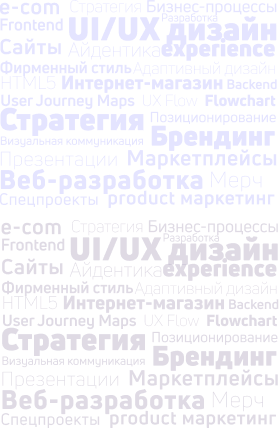 e-com Стратегия Бизнес-процессы
Разработка
Frontend UI/UX дизайн
Сайты Айдентика experience
Фирменный стиль Адаптивный дизайн
HTML5 Интернет-магазин Backend
User Journey Maps UX Flow Flowchart
Стратегия Позиционирование
Визуальная коммуникация Брендинг
Презентации Маркетплейсы
Веб-разработка Мерч
Спецпроекты product маркетинг
e-com Стратегия Бизнес-процессы
Разработка
Frontend UI/UX дизайн
Сайты Айдентика experience
Фирменный стиль Адаптивный дизайн
HTML5 Интернет-магазин Backend
User Journey Maps UX Flow Flowchart
Стратегия Позиционирование
Визуальная коммуникация Брендинг
Презентации Маркетплейсы
Веб-разработка Мерч
Спецпроекты product маркетинг